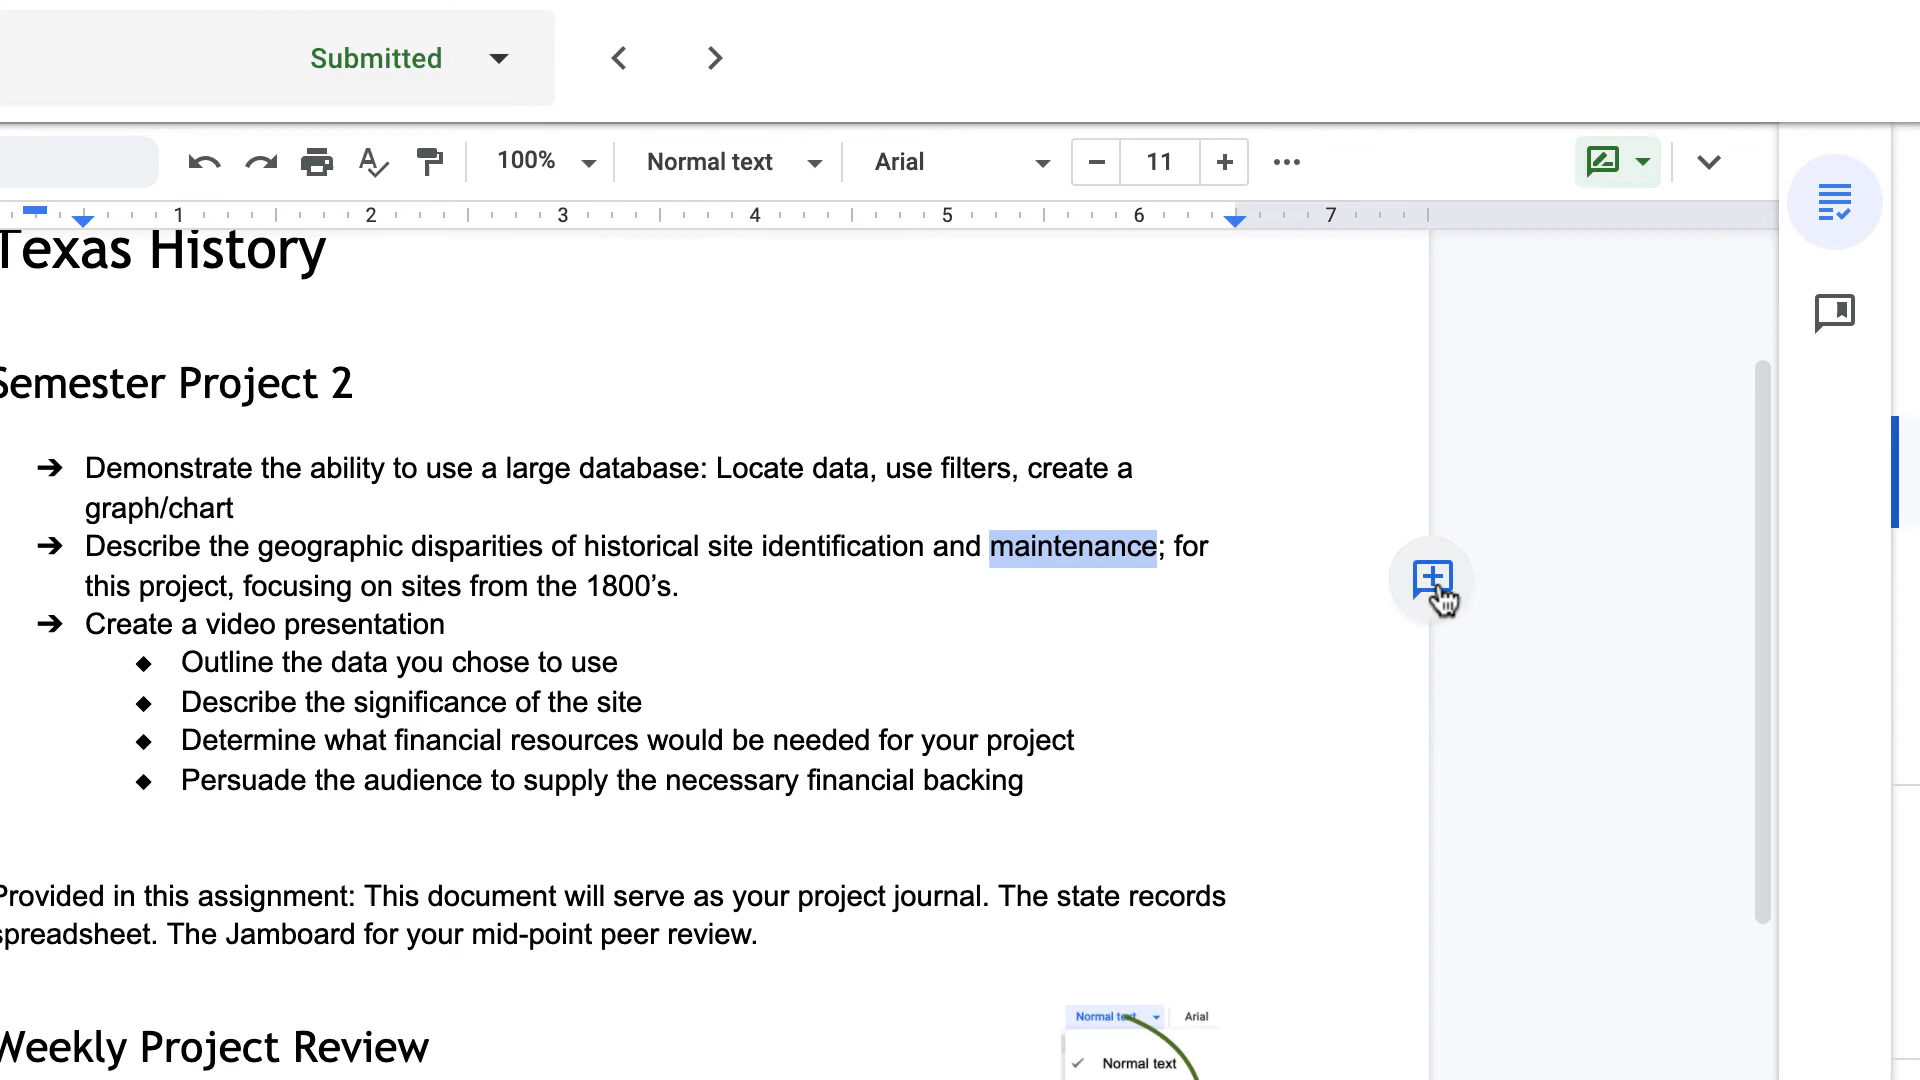 Submitted
100% Normal text Arial 11
1 2 3 4 5 6 7
Texas History
Semester Project 2
➔ Demonstrate the ability to use a large database: Locate data, use filters, create a
graph/chart
➔ Describe the geographic disparities of historical site identification and maintenance; for
this project, focusing on sites from the 1800’s.
➔ Create a video presentation
◆ Outline the data you chose to use
◆ Describe the significance of the site
◆ Determine what financial resources would be needed for your project
◆ Persuade the audience to supply the necessary financial backing
Provided in this assignment: This document will serve as your project journal. The state records
spreadsheet. The Jamboard for your mid-point peer review.
Weekly Project Review
Normal text Arial
Normal text